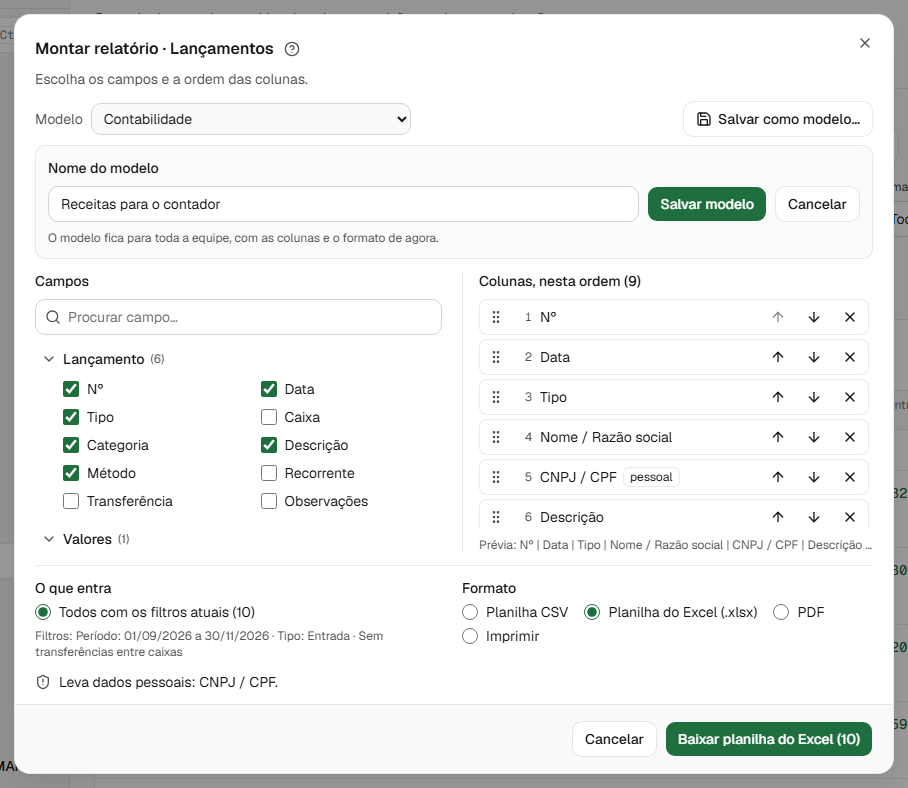 Montar relatório · Lançamentos
Escolha os campos e a ordem das colunas.
Modelo Contabilidade Salvar como modelo…
Nome do modelo
Receitas para o contador Salvar modelo Cancelar
O modelo fica para toda a equipe, com as colunas e o formato de agora.
Campos
Procurar campo…
Lançamento (6)
Nº Data
Tipo Caixa
Categoria Descrição
Método Recorrente
Transferência Observações
Valores (1)
Colunas, nesta ordem (9)
1 Nº
2 Data
3 Tipo
4 Nome / Razão social
5 CNPJ / CPF pessoal
6 Descrição
Prévia: Nº | Data | Tipo | Nome / Razão social | CNPJ / CPF | Descrição …
O que entra
Todos com os filtros atuais (10)
Filtros: Período: 01/09/2026 a 30/11/2026 · Tipo: Entrada · Sem
transferências entre caixas
Leva dados pessoais: CNPJ / CPF.
Formato
Planilha CSV Planilha do Excel (.xlsx) PDF
Imprimir
Cancelar Baixar planilha do Excel (10)